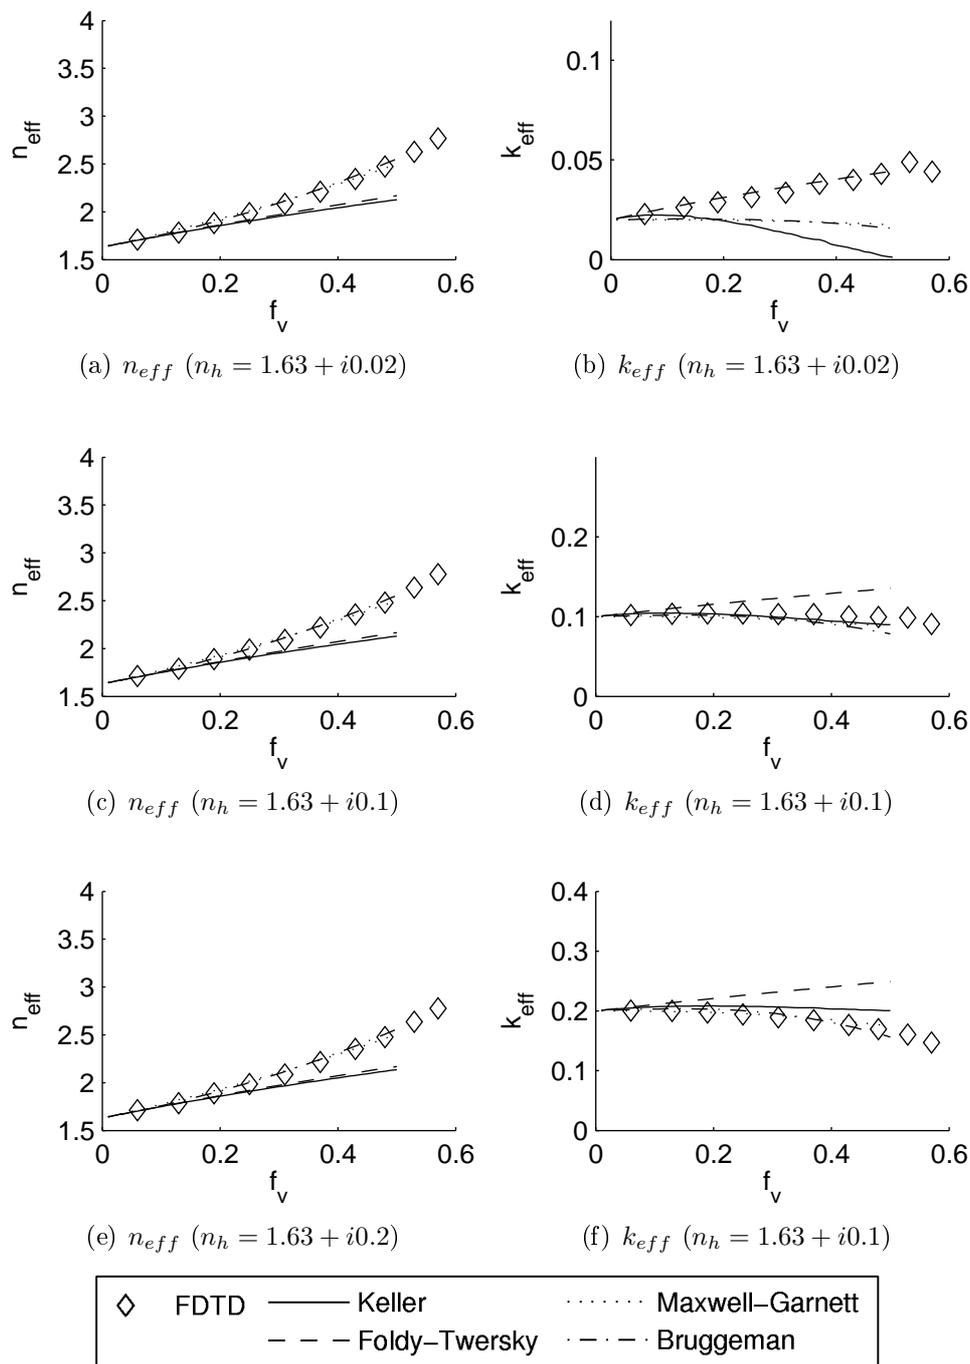 4
3.5
3
2.5
2
1.5
0 0.2 0.4 0.6
n_eff
f_v
(a) n_eff (n_h = 1.63 + i0.02)
0.1
0.05
0
0 0.2 0.4 0.6
k_eff
f_v
(b) k_eff (n_h = 1.63 + i0.02)
4
3.5
3
2.5
2
1.5
0 0.2 0.4 0.6
n_eff
f_v
(c) n_eff (n_h = 1.63 + i0.1)
0.2
0.1
0
0 0.2 0.4 0.6
k_eff
f_v
(d) k_eff (n_h = 1.63 + i0.1)
4
3.5
3
2.5
2
1.5
0 0.2 0.4 0.6
n_eff
f_v
(e) n_eff (n_h = 1.63 + i0.2)
0.4
0.3
0.2
0.1
0
0 0.2 0.4 0.6
k_eff
f_v
(f) k_eff (n_h = 1.63 + i0.1)
FDTD Keller Maxwell–Garnett
Foldy–Twersky Bruggeman